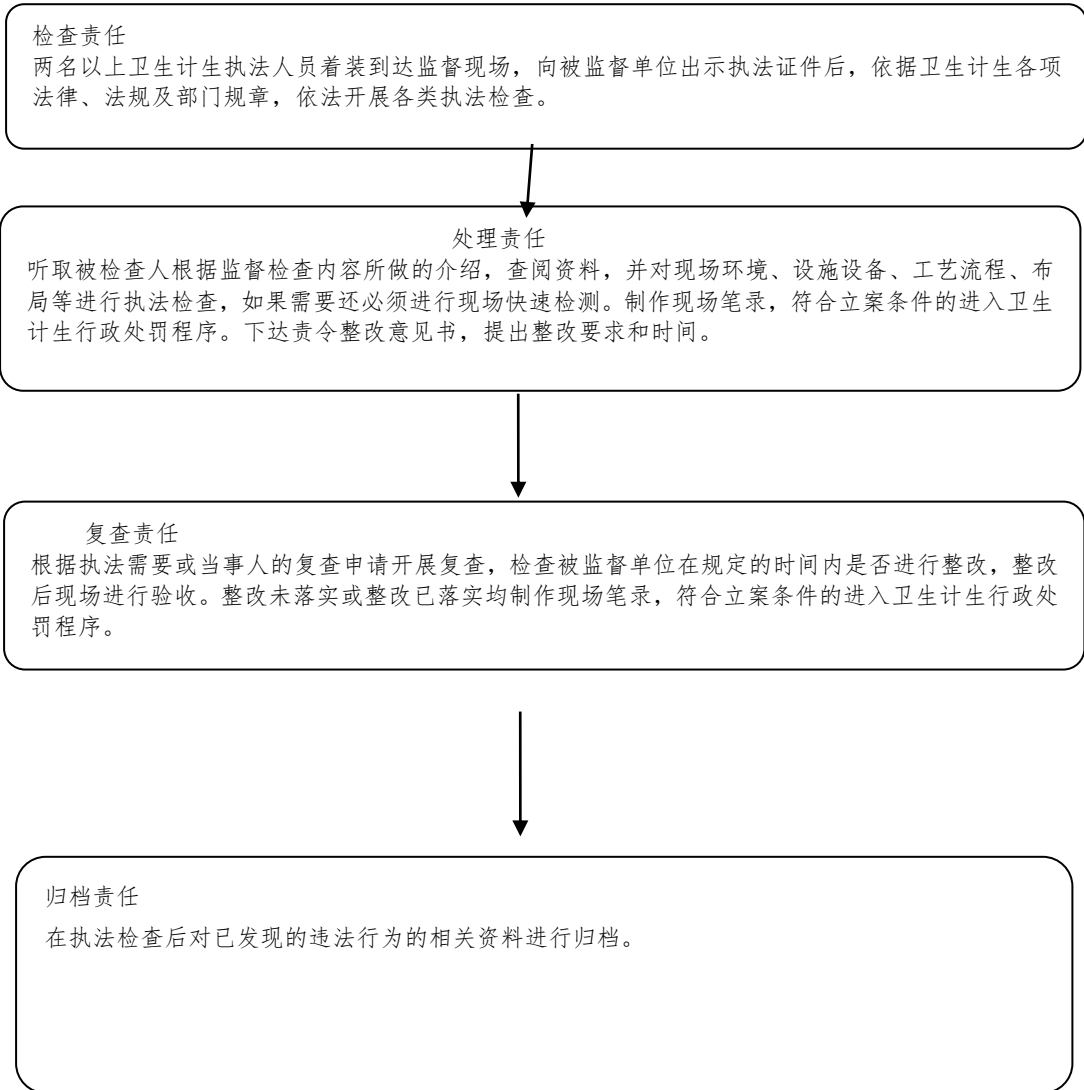 检查责任
两名以上卫生计生执法人员着装到达监督现场，向被监督单位出示执法证件后，依据卫生计生各项
法律、法规及部门规章，依法开展各类执法检查。
处理责任
听取被检查人根据监督检查内容所做的介绍，查阅资料，并对现场环境、设施设备、工艺流程、布
局等进行执法检查，如果需要还必须进行现场快速检测。制作现场笔录，符合立案条件的进入卫生
计生行政处罚程序。下达责令整改意见书，提出整改要求和时间。
复查责任
根据执法需要或当事人的复查申请开展复查，检查被监督单位在规定的时间内是否进行整改，整改
后现场进行验收。整改未落实或整改已落实均制作现场笔录，符合立案条件的进入卫生计生行政处
罚程序。
归档责任
在执法检查后对已发现的违法行为的相关资料进行归档。